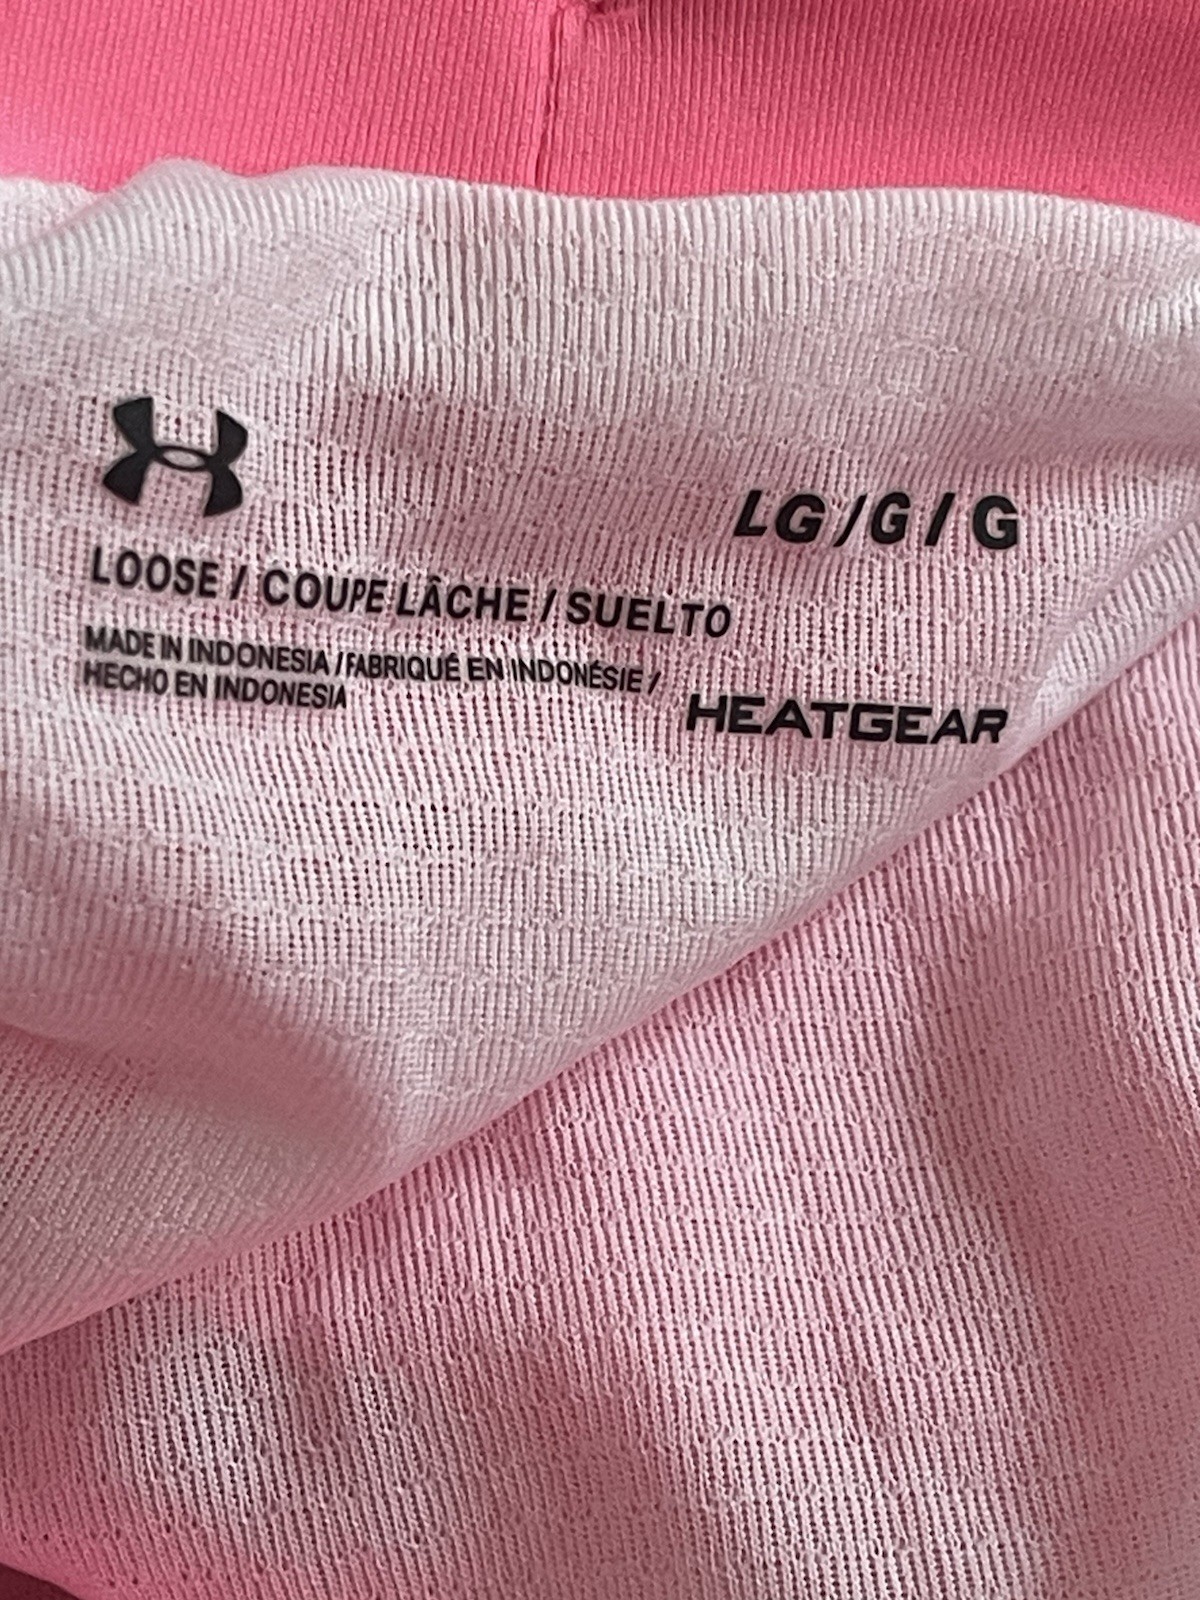 LG / G / G
LOOSE / COUPE LÂCHE / SUELTO
MADE IN INDONESIA / FABRIQUÉ EN INDONÉSIE /
HECHO EN INDONESIA
HEATGEAR